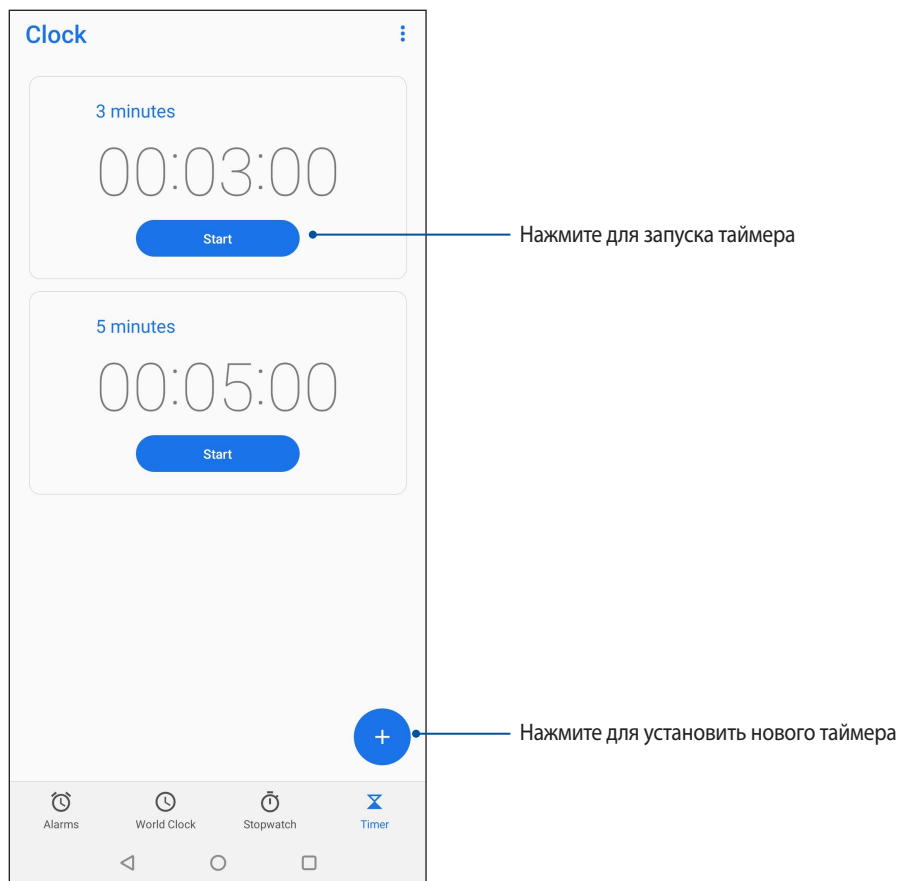 Clock
3 minutes
00:03:00
Start
Нажмите для запуска таймера
5 minutes
00:05:00
Start
+
Нажмите для установить нового таймера
Alarms
World Clock
Stopwatch
Timer